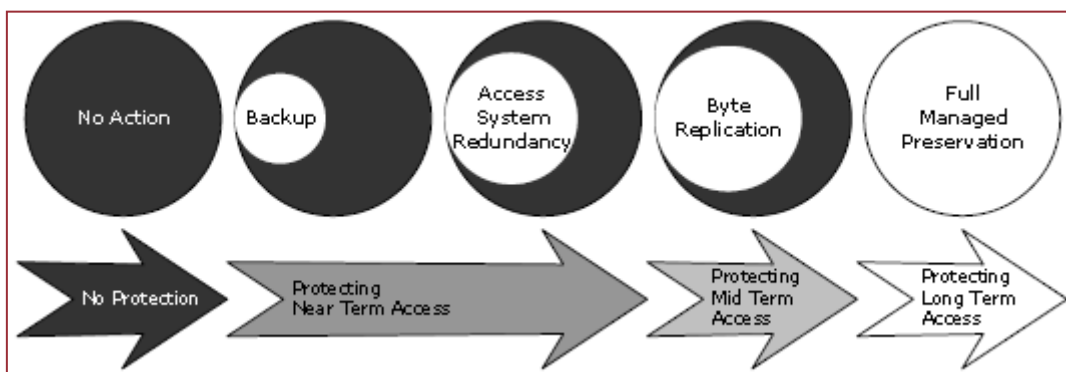 No Action
Backup
Access
System
Redundancy
Byte
Replication
Full
Managed
Preservation
No Protection
Protecting
Near Term Access
Protecting
Mid Term
Access
Protecting
Long Term
Access